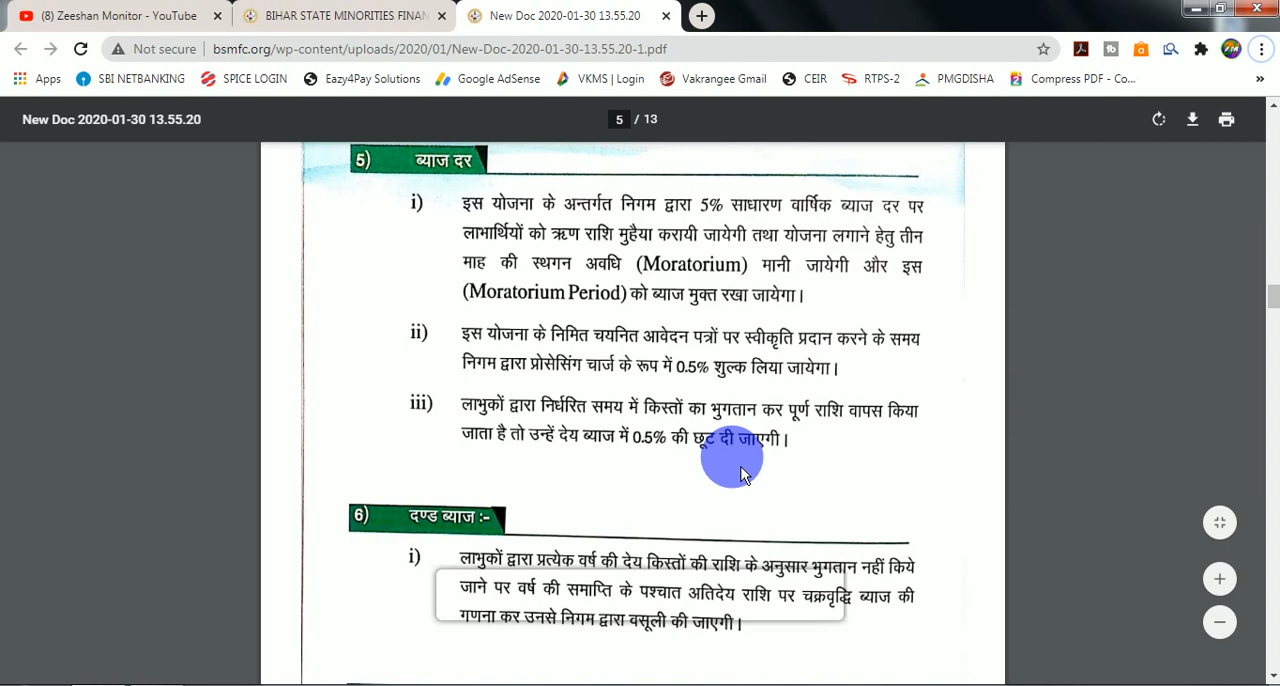 (8) Zeeshan Monitor - YouTube
BIHAR STATE MINORITIES FINAN
New Doc 2020-01-30 13.55.20
Not secure
bsmfc.org/wp-content/uploads/2020/01/New-Doc-2020-01-30-13.55.20-1.pdf
Apps SBI NETBANKING SPICE LOGIN Eazy4Pay Solutions Google AdSense VKMS | Login Vakrangee Gmail CEIR RTPS-2 PMGDISHA Compress PDF - Co... »
New Doc 2020-01-30 13.55.20
5 / 13
5) ब्याज दर
i) इस योजना के अन्तर्गत निगम द्वारा 5% साधारण वार्षिक ब्याज दर पर
लाभार्थियों को ऋण राशि मुहैया करायी जायेगी तथा योजना लगाने हेतु तीन
माह की स्थगन अवधि (Moratorium) मानी जायेगी और इस
(Moratorium Period) को ब्याज मुक्त रखा जायेगा।
ii) इस योजना के निमित चयनित आवेदन पत्रों पर स्वीकृति प्रदान करने के समय
निगम द्वारा प्रोसेसिंग चार्ज के रूप में 0.5% शुल्क लिया जायेगा।
iii) लाभुकों द्वारा निर्धरित समय में किस्तों का भुगतान कर पूर्ण राशि वापस किया
जाता है तो उन्हें देय ब्याज में 0.5% की छूट दी जाएगी।
6) दण्ड ब्याज :-
i) लाभुकों द्वारा प्रत्येक वर्ष की देय किस्तों की राशि के अनुसार भुगतान नहीं किये
जाने पर वर्ष की समाप्ति के पश्चात अतिदेय राशि पर चक्रवृद्धि ब्याज की
गणना कर उनसे निगम द्वारा वसूली की जाएगी।